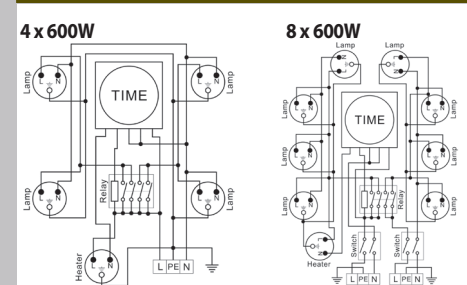 4 x 600W
8 x 600W
Lamp
Lamp
Lamp
L N
TIME
L N
Lamp
N
L
L
N
Lamp
L N
TIME
L N
Lamp
Lamp
L N
L N
Lamp
Lamp
L N
Relay
L N
Lamp
Lamp
L N
Relay
L N
Lamp
Heater
L N
L PE N
L N
Heater
Switch
Switch
L PE N
L PE N